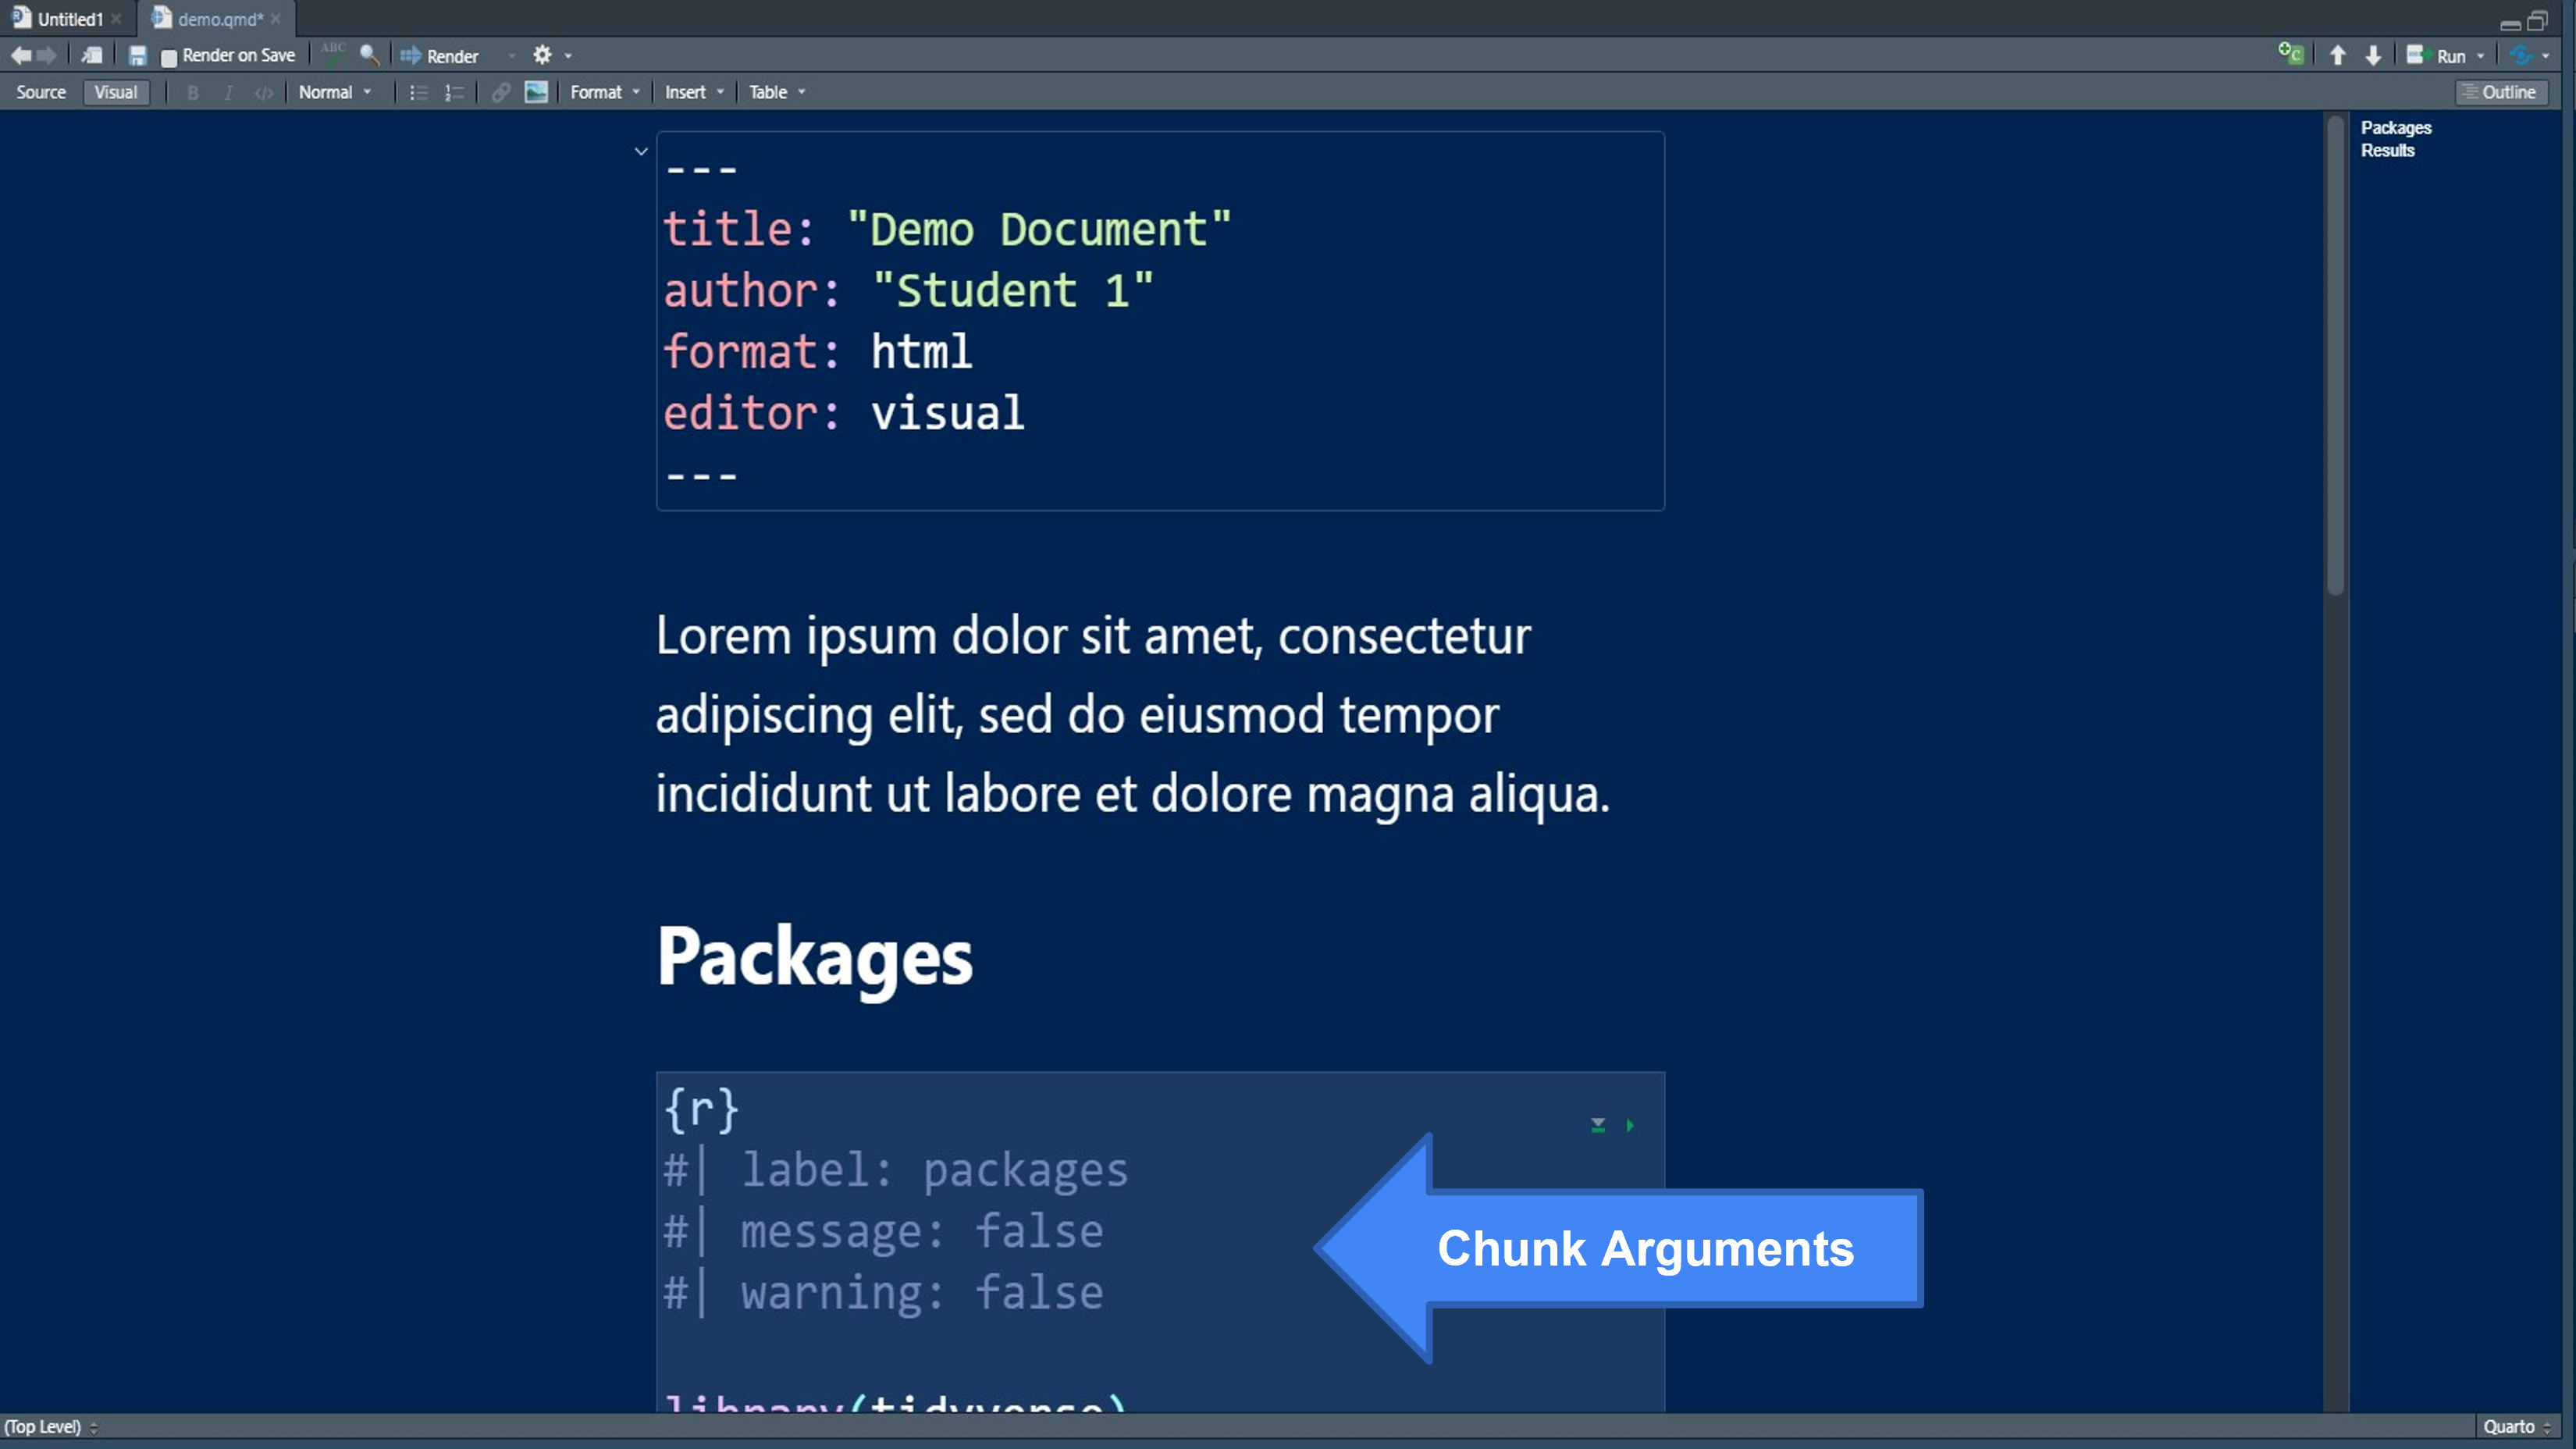 Untitled1
demo.qmd*
Render on Save
ABC
Render
Run
Source
Visual
B
I
</>
Normal
Format
Insert
Table
Outline
Packages
Results
---
title: "Demo Document"
author: "Student 1"
format: html
editor: visual
---
Lorem ipsum dolor sit amet, consectetur
adipiscing elit, sed do eiusmod tempor
incididunt ut labore et dolore magna aliqua.
Packages
{r}
#| label: packages
#| message: false
#| warning: false
Chunk Arguments
library(tidyverse)
(Top Level)
Quarto